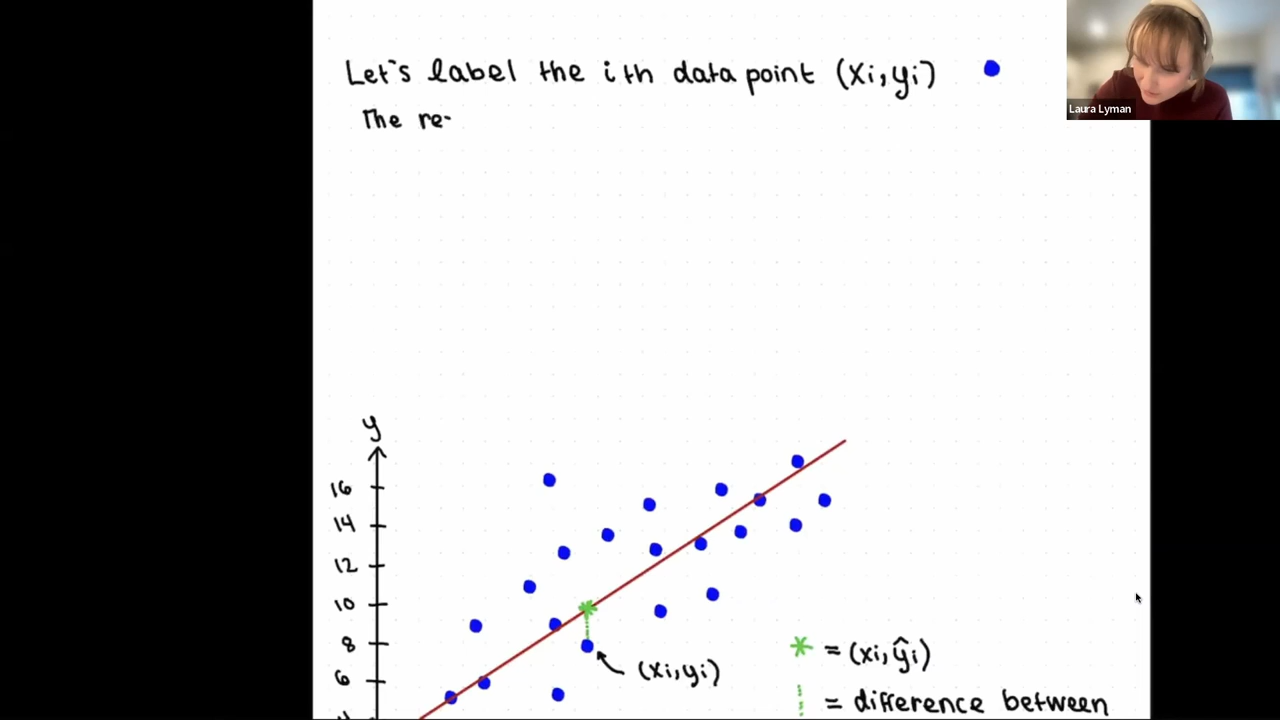 Let's label the ith data point (xi, yi)
Laura Lyman
The re-
y
16
14
12
10
8
6
(xi, yi)
* = (xi, ŷi)
= difference between